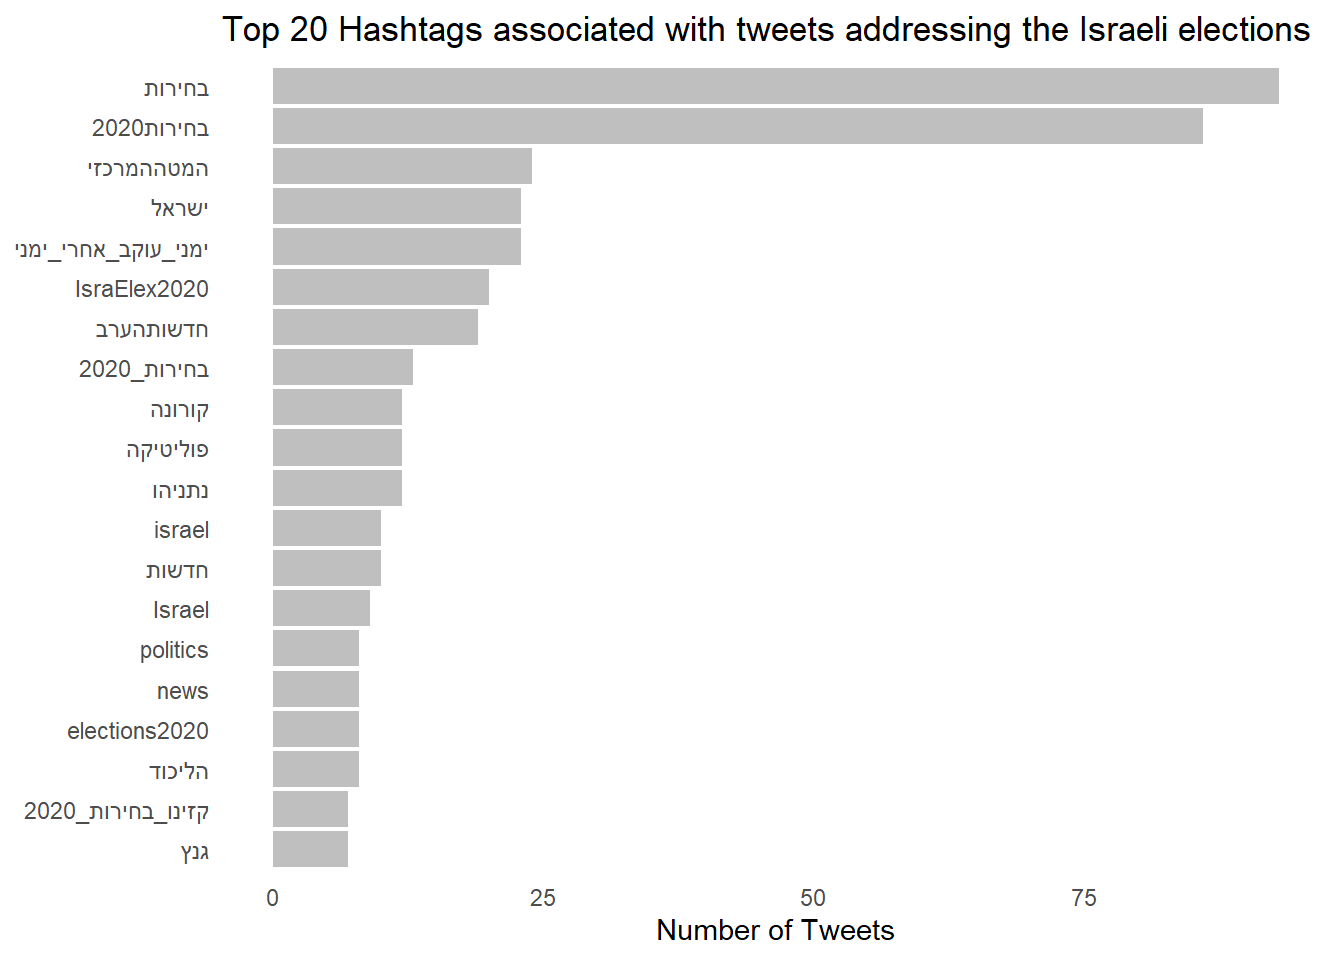 Top 20 Hashtags associated with tweets addressing the Israeli elections
בחירות
בחירות2020
המטההמרכזי
ישראל
ימני_עוקב_אחרי_ימני
IsraElex2020
חדשותהערב
בחירות_2020
קורונה
פוליטיקה
נתניהו
israel
חדשות
Israel
politics
news
elections2020
הליכוד
קזינו_בחירות_2020
גנץ
0 25 50 75
Number of Tweets